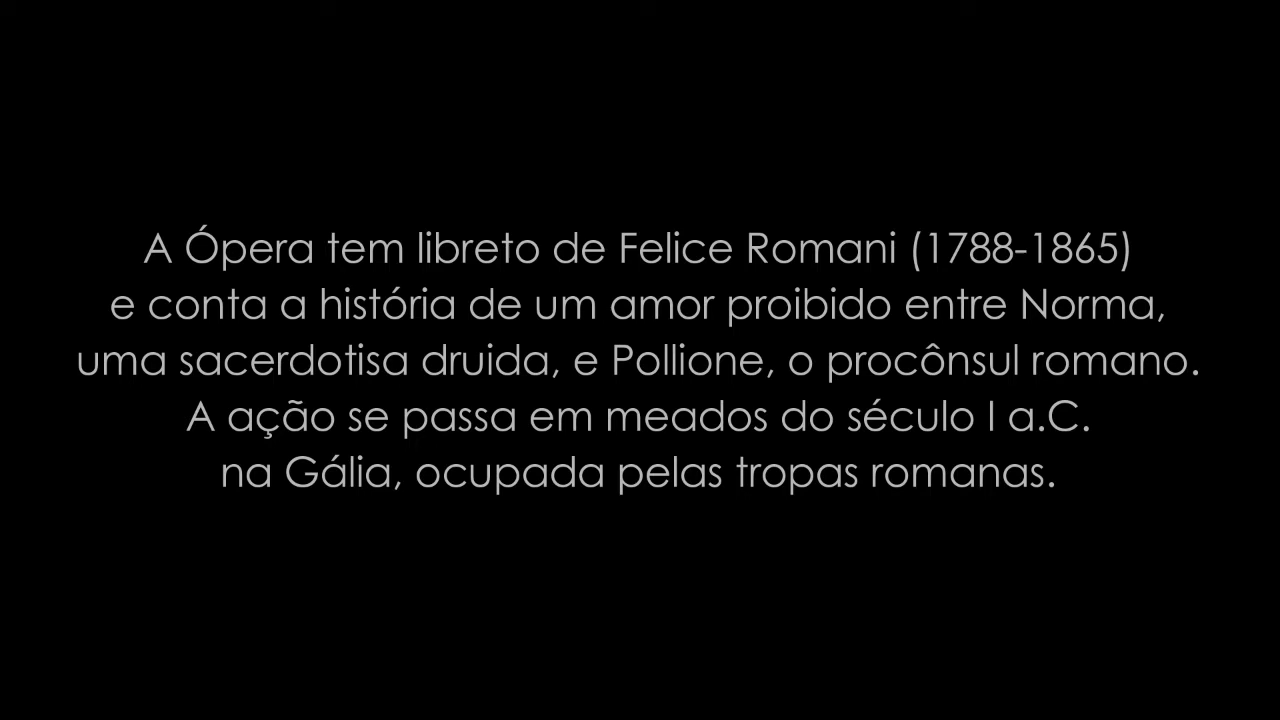 A Ópera tem libreto de Felice Romani (1788-1865)
e conta a história de um amor proibido entre Norma,
uma sacerdotisa druida, e Pollione, o procônsul romano.
A ação se passa em meados do século I a.C.
na Gália, ocupada pelas tropas romanas.